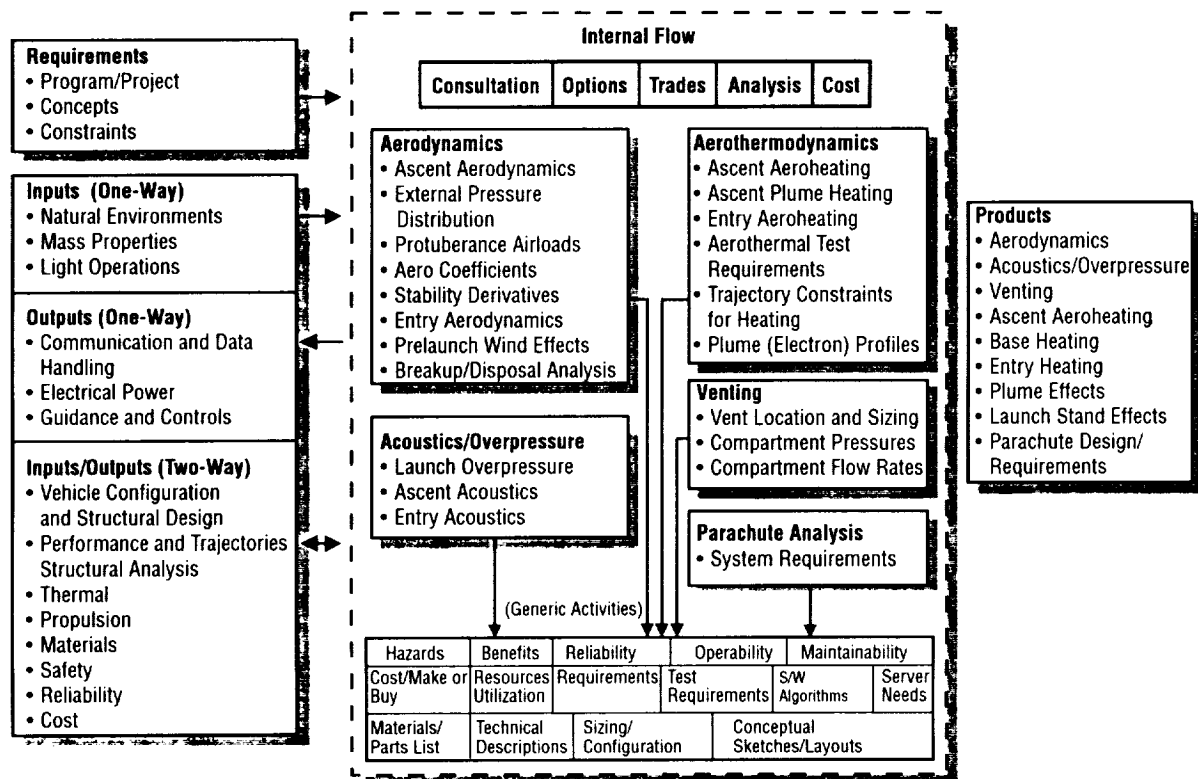 Requirements
• Program/Project
• Concepts
• Constraints
Inputs (One-Way)
• Natural Environments
• Mass Properties
• Light Operations
Outputs (One-Way)
• Communication and Data
Handling
• Electrical Power
• Guidance and Controls
Inputs/Outputs (Two-Way)
• Vehicle Configuration
and Structural Design
• Performance and Trajectories
Structural Analysis
• Thermal
• Propulsion
• Materials
• Safety
• Reliability
• Cost
Internal Flow
Consultation Options Trades Analysis Cost
Aerodynamics
• Ascent Aerodynamics
• External Pressure
Distribution
• Protuberance Airloads
• Aero Coefficients
• Stability Derivatives
• Entry Aerodynamics
• Prelaunch Wind Effects
• Breakup/Disposal Analysis
Acoustics/Overpressure
• Launch Overpressure
• Ascent Acoustics
• Entry Acoustics
Aerothermodynamics
• Ascent Aeroheating
• Ascent Plume Heating
• Entry Aeroheating
• Aerothermal Test
Requirements
• Trajectory Constraints
for Heating
• Plume (Electron) Profiles
Venting
• Vent Location and Sizing
• Compartment Pressures
• Compartment Flow Rates
Parachute Analysis
• System Requirements
(Generic Activities)
Hazards Benefits Reliability Operability Maintainability
Cost/Make or Buy
Resources Utilization
Requirements
Test Requirements
S/W Algorithms
Server Needs
Materials/ Parts List
Technical Descriptions
Sizing/ Configuration
Conceptual Sketches/Layouts
Products
• Aerodynamics
• Acoustics/Overpressure
• Venting
• Ascent Aeroheating
• Base Heating
• Entry Heating
• Plume Effects
• Launch Stand Effects
• Parachute Design/
Requirements